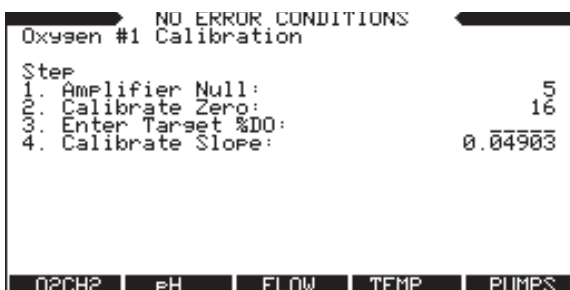 NO ERROR CONDITIONS
Oxygen #1 Calibration
Step
1. Amplifier Null: 5
2. Calibrate Zero: 16
3. Enter Target %DO: -----
4. Calibrate Slope: 0.04903
O2CH2 pH FLOW TEMP PUMPS